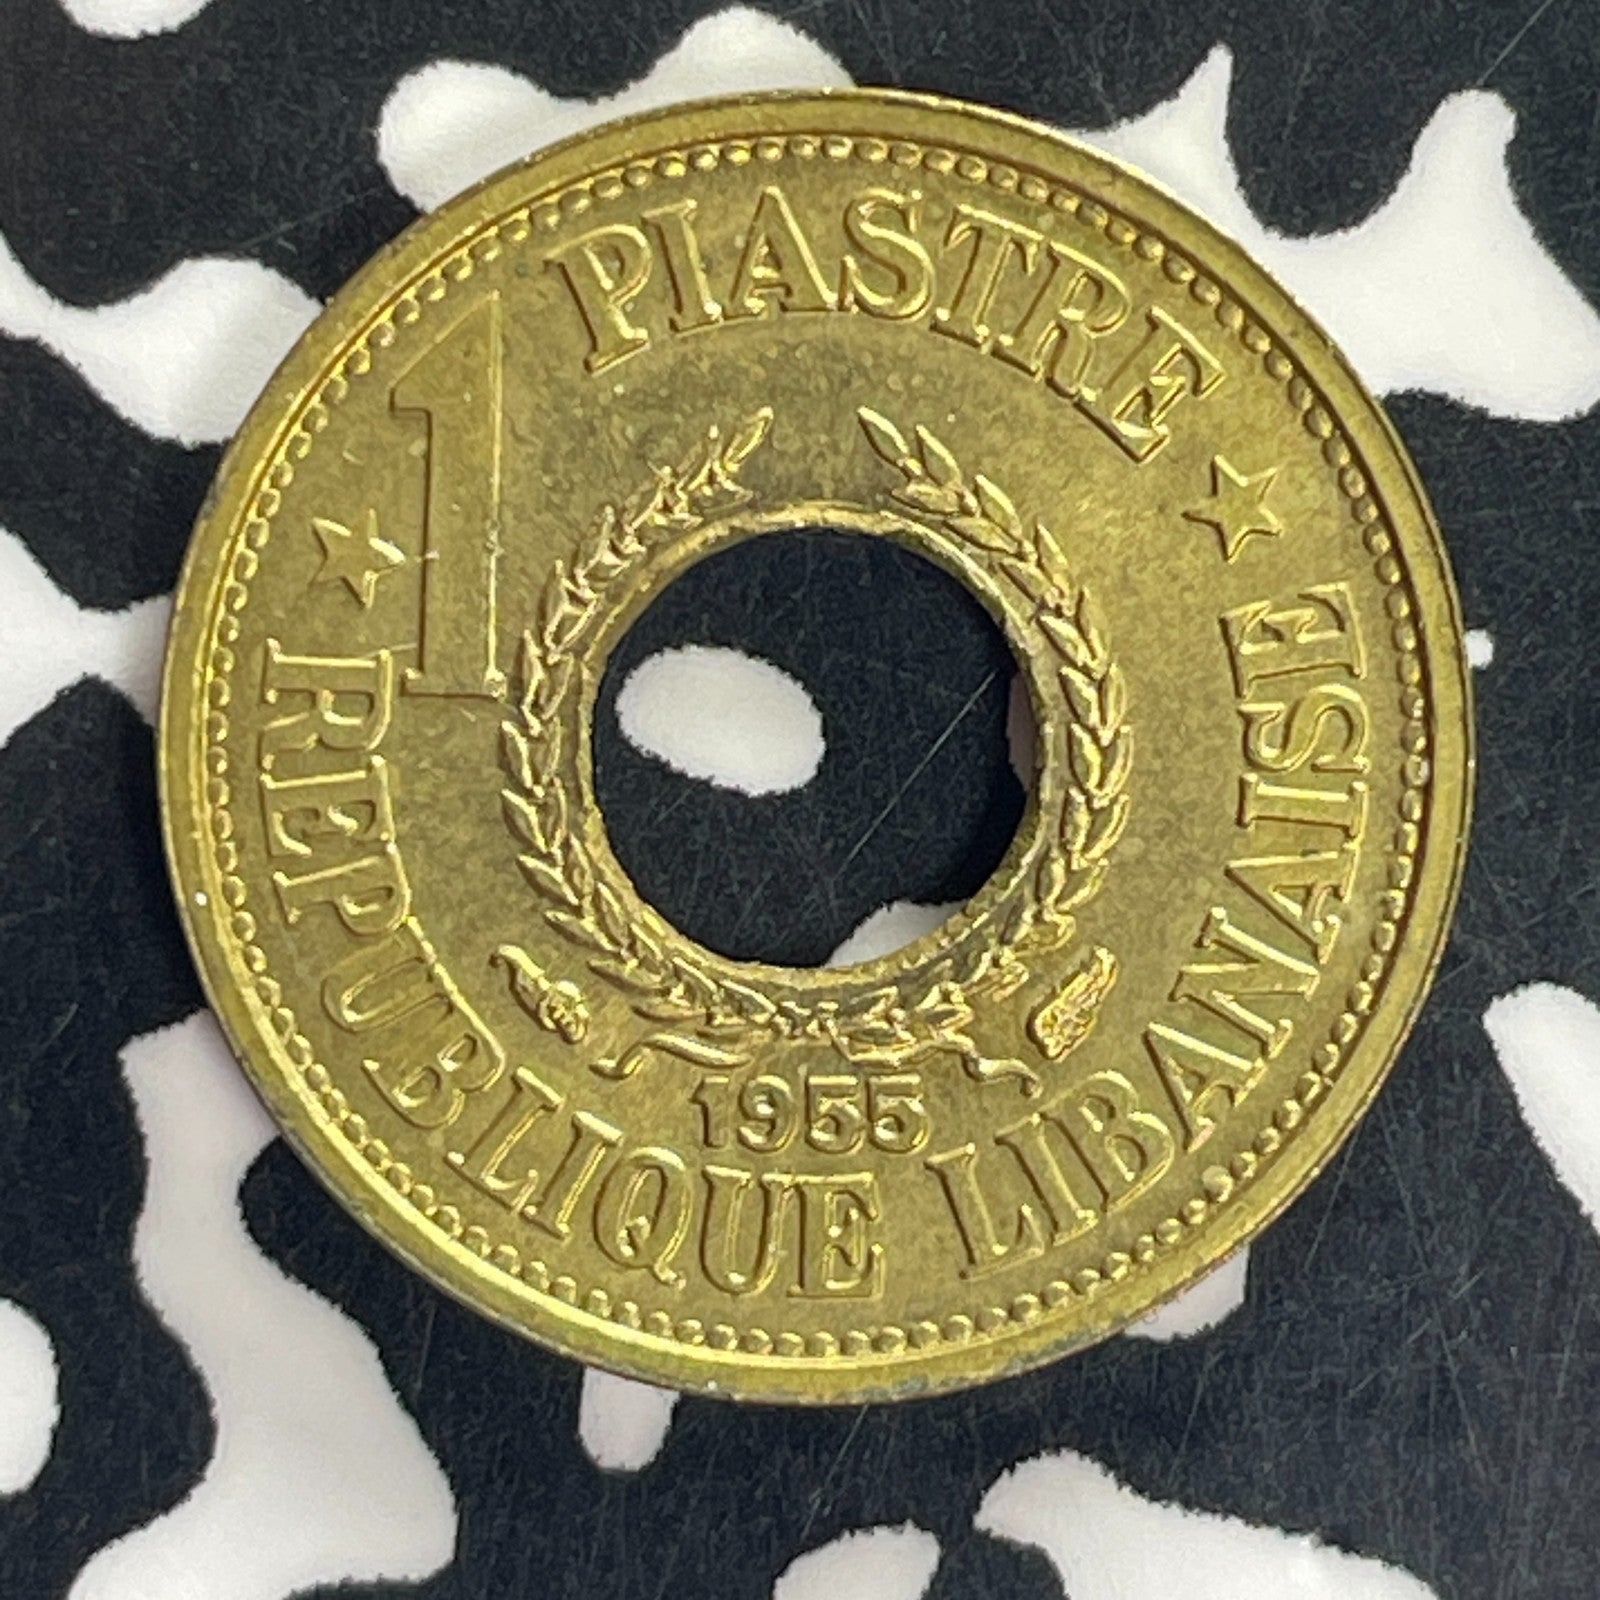 1 PIASTRE
1955
REPUBLIQUE LIBANAISE